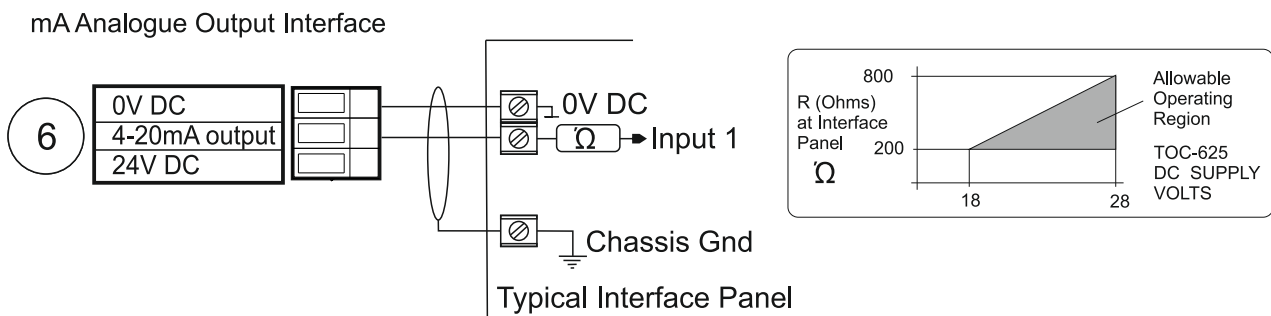 mA Analogue Output Interface
6
0V DC
4-20mA output
24V DC
0V DC
Ώ
Input 1
Chassis Gnd
Typical Interface Panel
800
R (Ohms)
at Interface
Panel
200
Ώ
18
28
Allowable
Operating
Region
TOC-625
DC SUPPLY
VOLTS